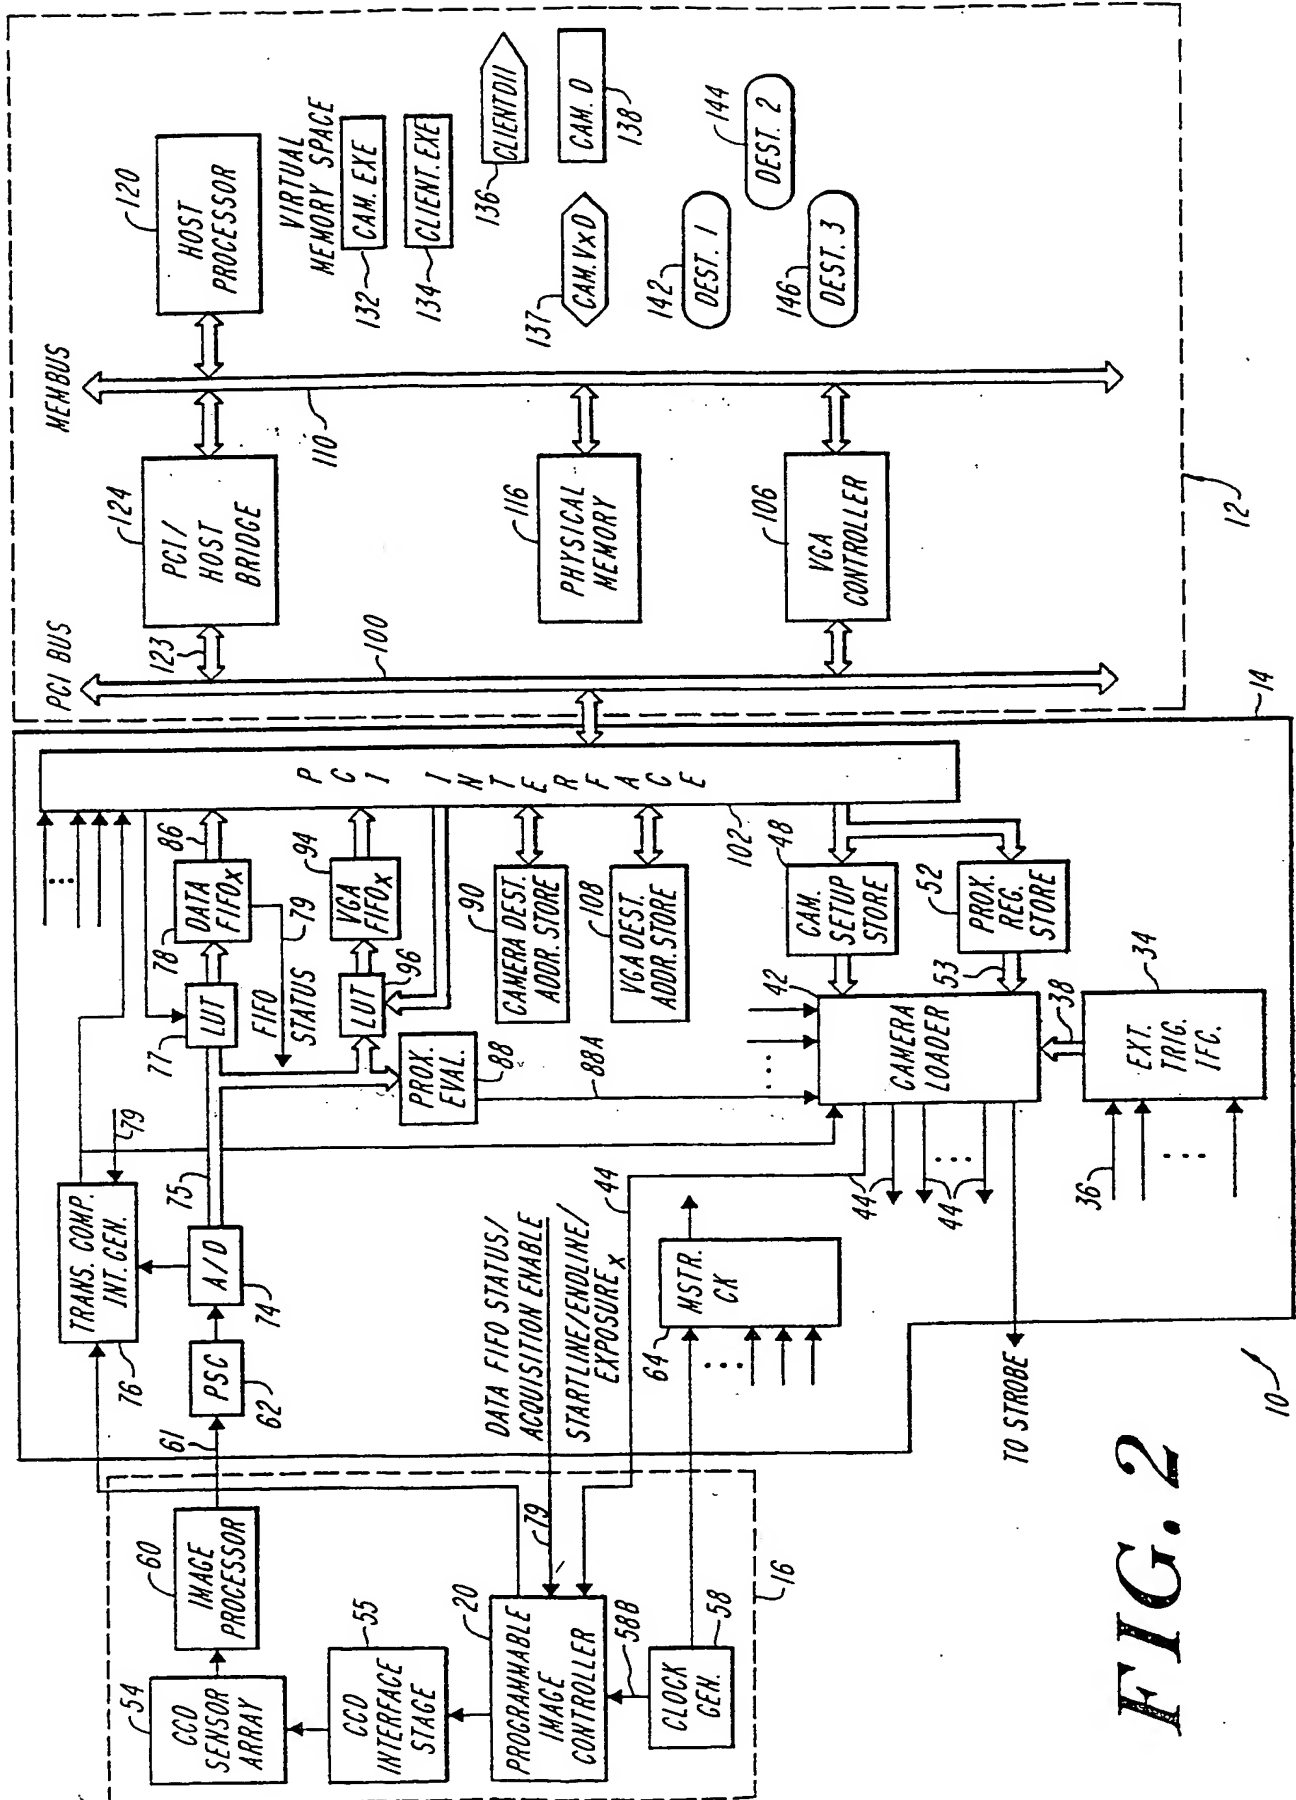 54
CCD
SENSOR
ARRAY
60
IMAGE
PROCESSOR
55
CCD
INTERFACE
STAGE
20
PROGRAMMABLE
IMAGE
CONTROLLER
58B
CLOCK
GEN.
58
16
79
61
76
TRANS. COMP.
INT. GEN.
79
PSC
62
A/D
74
75
77
LUT
78
DATA
FIFOX
86
79
FIFO
STATUS
94
VGA
FIFOX
LUT
96
PROX.
EVAL.
88
88A
90
CAMERA DEST.
ADDR. STORE
108
VGA DEST.
ADDR. STORE
PCI INTERFACE
102
48
CAM.
SETUP
STORE
52
PROX.
REG.
STORE
53
42
CAMERA
LOADER
38
34
EXT.
TRIG.
IFC.
36
44
44
44
44
DATA FIFO STATUS/
ACQUISITION ENABLE
STARTLINE/ENDLINE/
EXPOSUREX
64
MSTR.
CK
TO STROBE
10
14
PCI BUS
123
100
124
PCI/
HOST
BRIDGE
116
PHYSICAL
MEMORY
106
VGA
CONTROLLER
12
MEMBUS
110
120
HOST
PROCESSOR
VIRTUAL
MEMORY SPACE
132
CAM. EXE
134
CLIENT. EXE
136
CLIENTDll
137
CAM. VxD
CAM. D
138
142
DEST. 1
144
DEST. 2
146
DEST. 3
FIG. 2